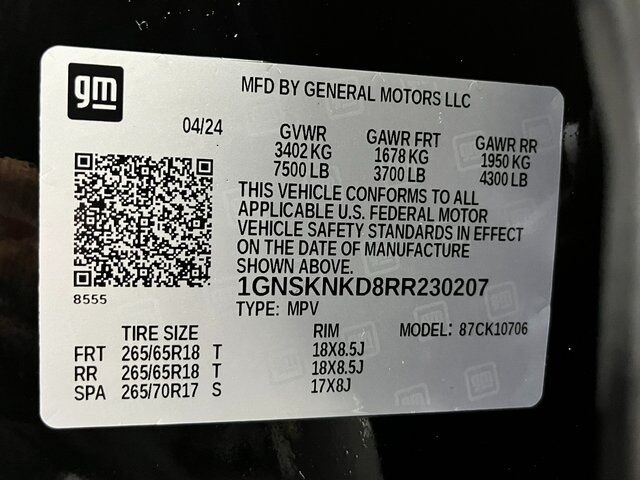 gm
MFD BY GENERAL MOTORS LLC
04/24 GVWR GAWR FRT GAWR RR
3402 KG 1678 KG 1950 KG
7500 LB 3700 LB 4300 LB
THIS VEHICLE CONFORMS TO ALL
APPLICABLE U.S. FEDERAL MOTOR
VEHICLE SAFETY STANDARDS IN EFFECT
ON THE DATE OF MANUFACTURE
SHOWN ABOVE.
8555
1GNSKNKD8RR230207
TYPE: MPV
TIRE SIZE RIM MODEL: 87CK10706
FRT 265/65R18 T 18X8.5J
RR 265/65R18 T 18X8.5J
SPA 265/70R17 S 17X8J